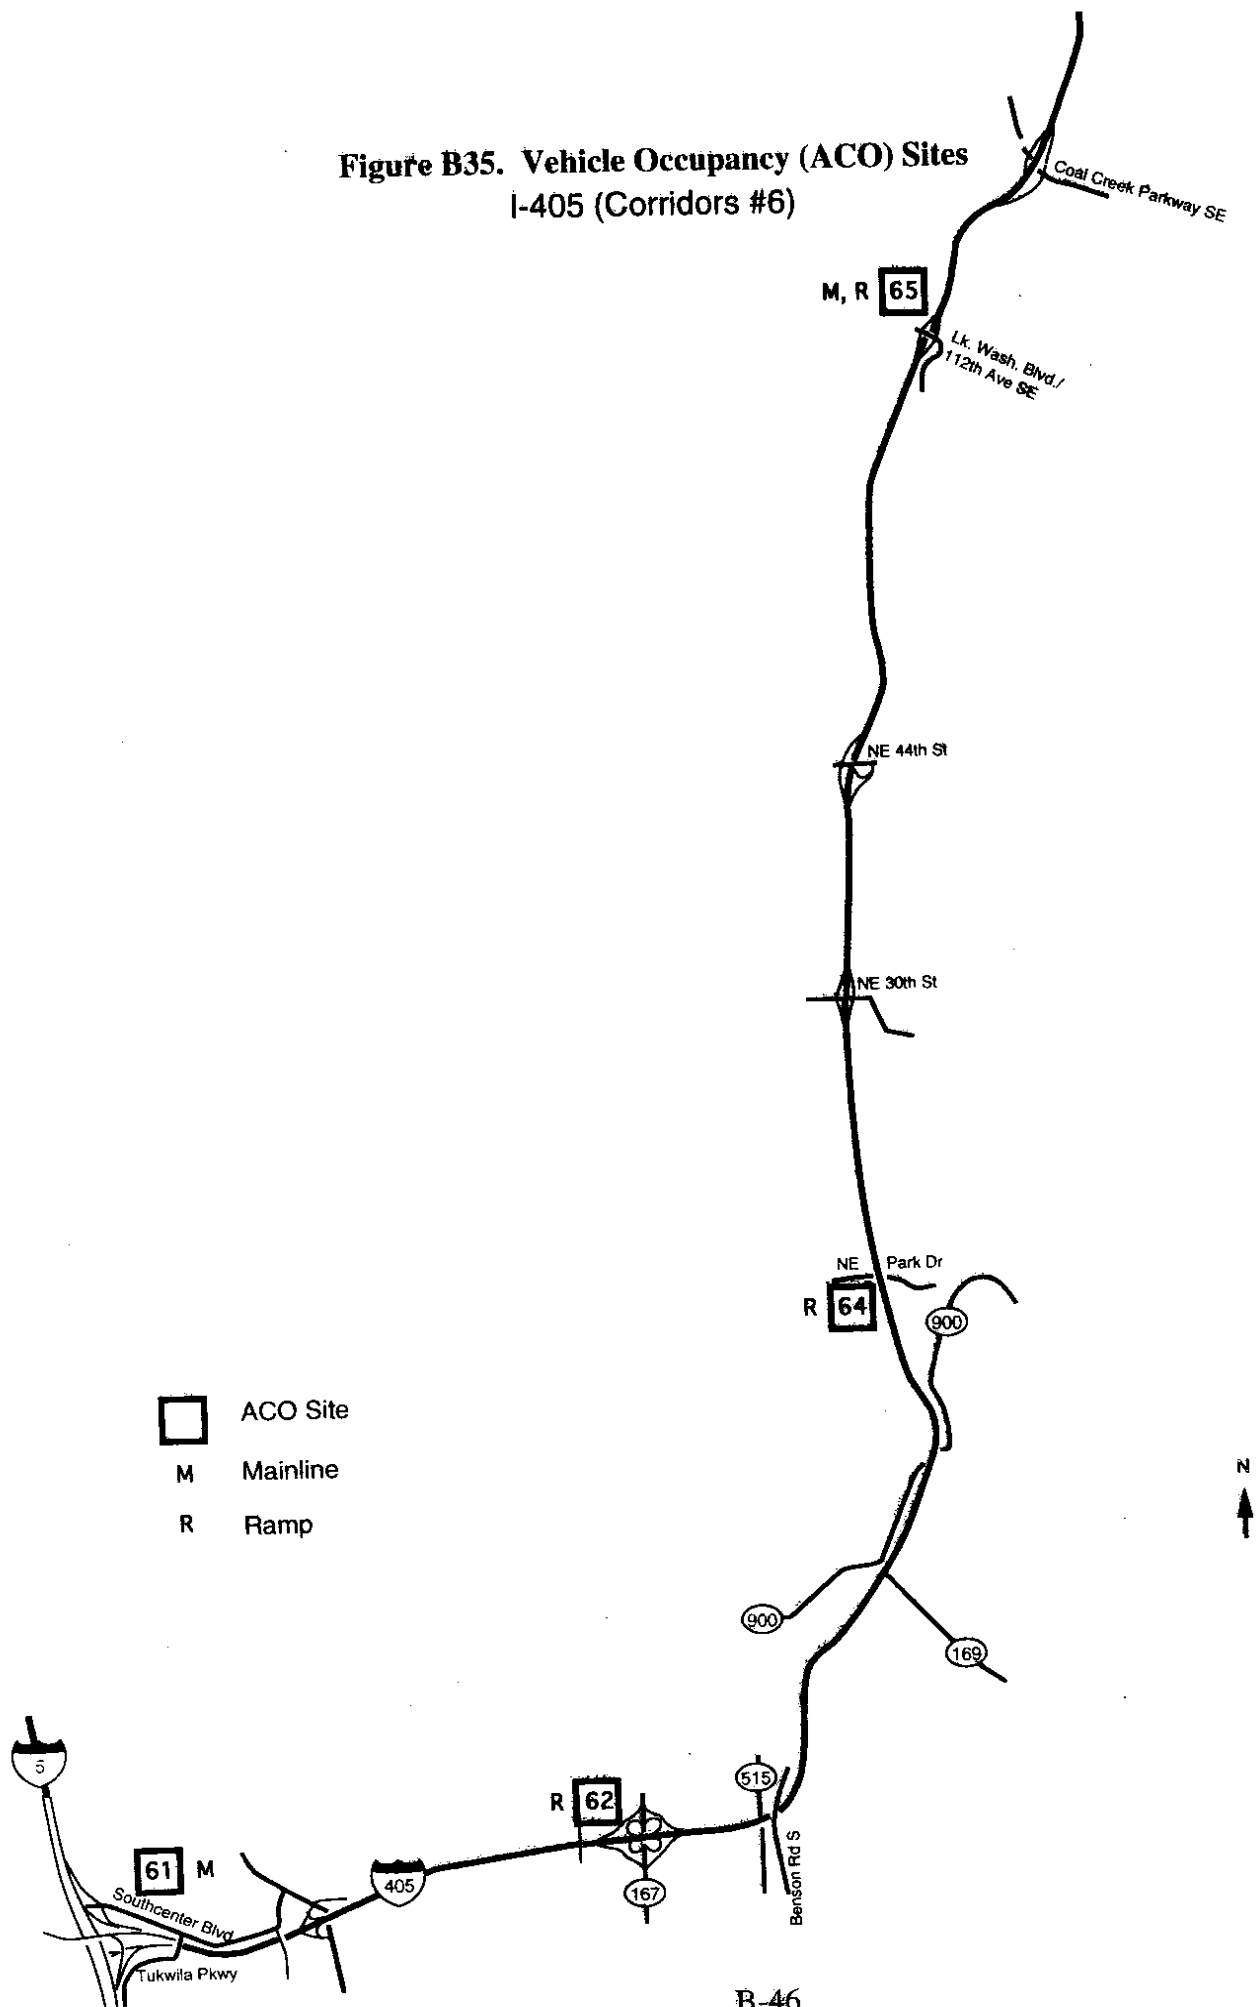 Figure B35. Vehicle Occupancy (ACO) Sites
I-405 (Corridors #6)
Coal Creek Parkway SE
M, R 65
Lk. Wash. Blvd./
112th Ave SE
NE 44th St
NE 30th St
NE Park Dr
R 64
900
ACO Site
M Mainline
R Ramp
N
900
169
5
515
R 62
61 M
405
167
Benson Rd S
Southcenter Blvd
Tukwila Pkwy
B-46